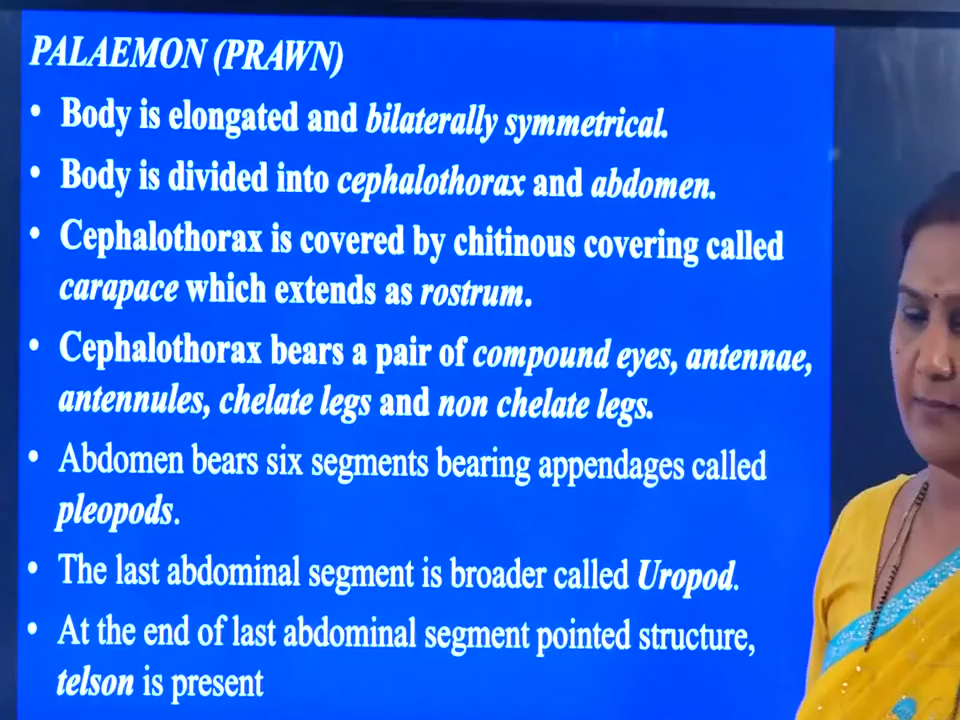 PALAEMON (PRAWN)
• Body is elongated and bilaterally symmetrical.
• Body is divided into cephalothorax and abdomen.
• Cephalothorax is covered by chitinous covering called
carapace which extends as rostrum.
• Cephalothorax bears a pair of compound eyes, antennae,
antennules, chelate legs and non chelate legs.
• Abdomen bears six segments bearing appendages called
pleopods.
• The last abdominal segment is broader called Uropod.
• At the end of last abdominal segment pointed structure,
telson is present